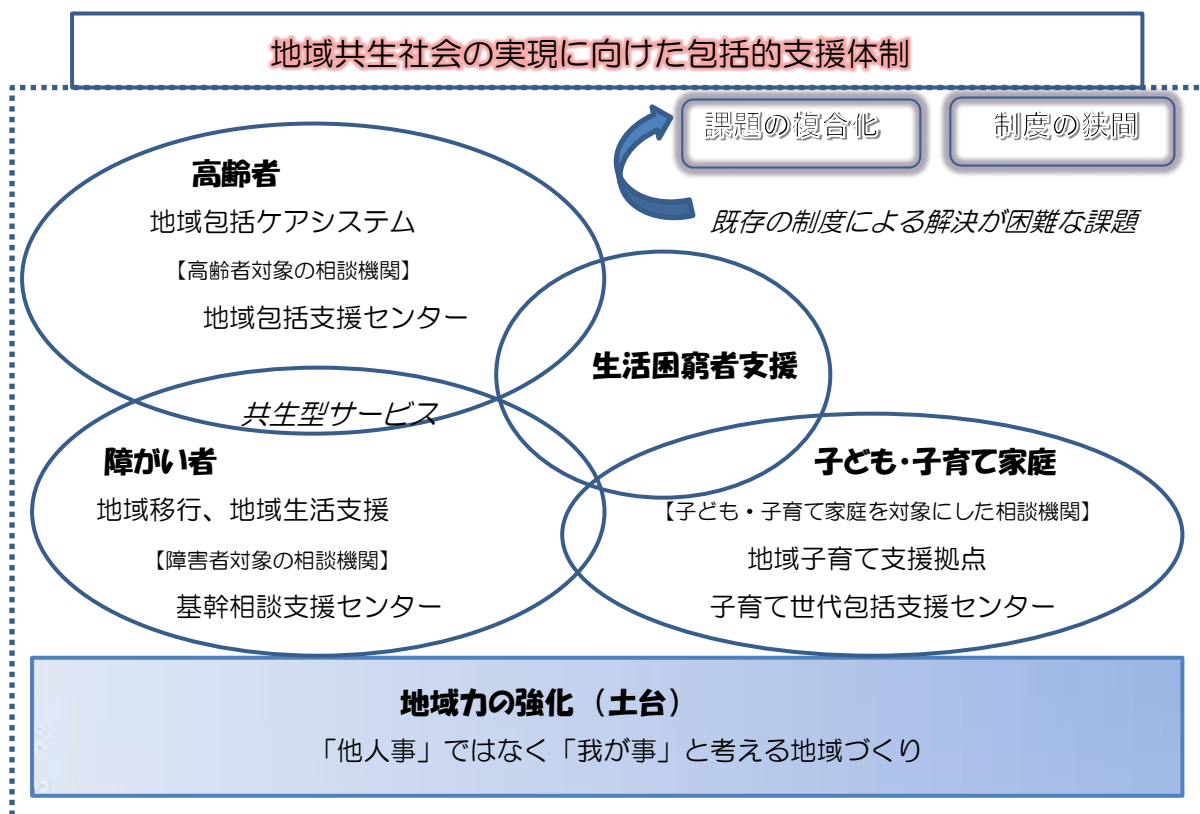 地域共生社会の実現に向けた包括的支援体制
課題の複合化
制度の狭間
既存の制度による解決が困難な課題
高齢者
地域包括ケアシステム
【高齢者対象の相談機関】
地域包括支援センター
生活困窮者支援
共生型サービス
障がい者
地域移行、地域生活支援
【障害者対象の相談機関】
基幹相談支援センター
子ども・子育て家庭
【子ども・子育て家庭を対象にした相談機関】
地域子育て支援拠点
子育て世代包括支援センター
地域力の強化（土台）
「他人事」ではなく「我が事」と考える地域づくり